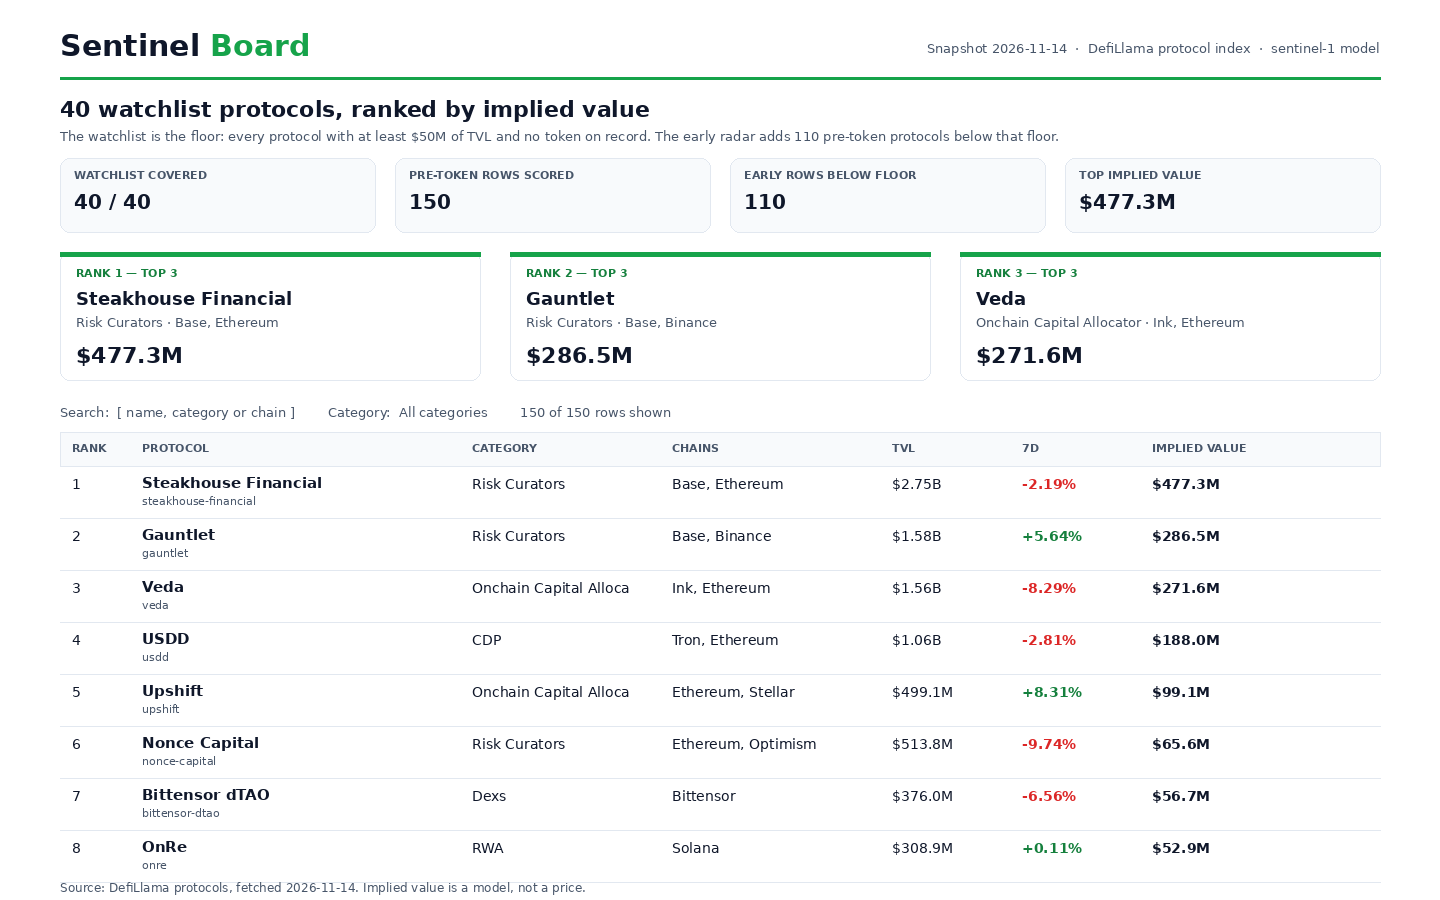 Sentinel Board
Snapshot 2026-11-14 · DefiLlama protocol index · sentinel-1 model
40 watchlist protocols, ranked by implied value
The watchlist is the floor: every protocol with at least $50M of TVL and no token on record. The early radar adds 110 pre-token protocols below that floor.
WATCHLIST COVERED
40 / 40
PRE-TOKEN ROWS SCORED
150
EARLY ROWS BELOW FLOOR
110
TOP IMPLIED VALUE
$477.3M
RANK 1 — TOP 3
Steakhouse Financial
Risk Curators · Base, Ethereum
$477.3M
RANK 2 — TOP 3
Gauntlet
Risk Curators · Base, Binance
$286.5M
RANK 3 — TOP 3
Veda
Onchain Capital Allocator · Ink, Ethereum
$271.6M
Search: [ name, category or chain ] Category: All categories 150 of 150 rows shown
RANK PROTOCOL CATEGORY CHAINS TVL 7D IMPLIED VALUE
1 Steakhouse Financial Risk Curators Base, Ethereum $2.75B -2.19% $477.3M
steakhouse-financial
2 Gauntlet Risk Curators Base, Binance $1.58B +5.64% $286.5M
gauntlet
3 Veda Onchain Capital Alloca Ink, Ethereum $1.56B -8.29% $271.6M
veda
4 USDD CDP Tron, Ethereum $1.06B -2.81% $188.0M
usdd
5 Upshift Onchain Capital Alloca Ethereum, Stellar $499.1M +8.31% $99.1M
upshift
6 Nonce Capital Risk Curators Ethereum, Optimism $513.8M -9.74% $65.6M
nonce-capital
7 Bittensor dTAO Dexs Bittensor $376.0M -6.56% $56.7M
bittensor-dtao
8 OnRe RWA Solana $308.9M +0.11% $52.9M
onre
Source: DefiLlama protocols, fetched 2026-11-14. Implied value is a model, not a price.